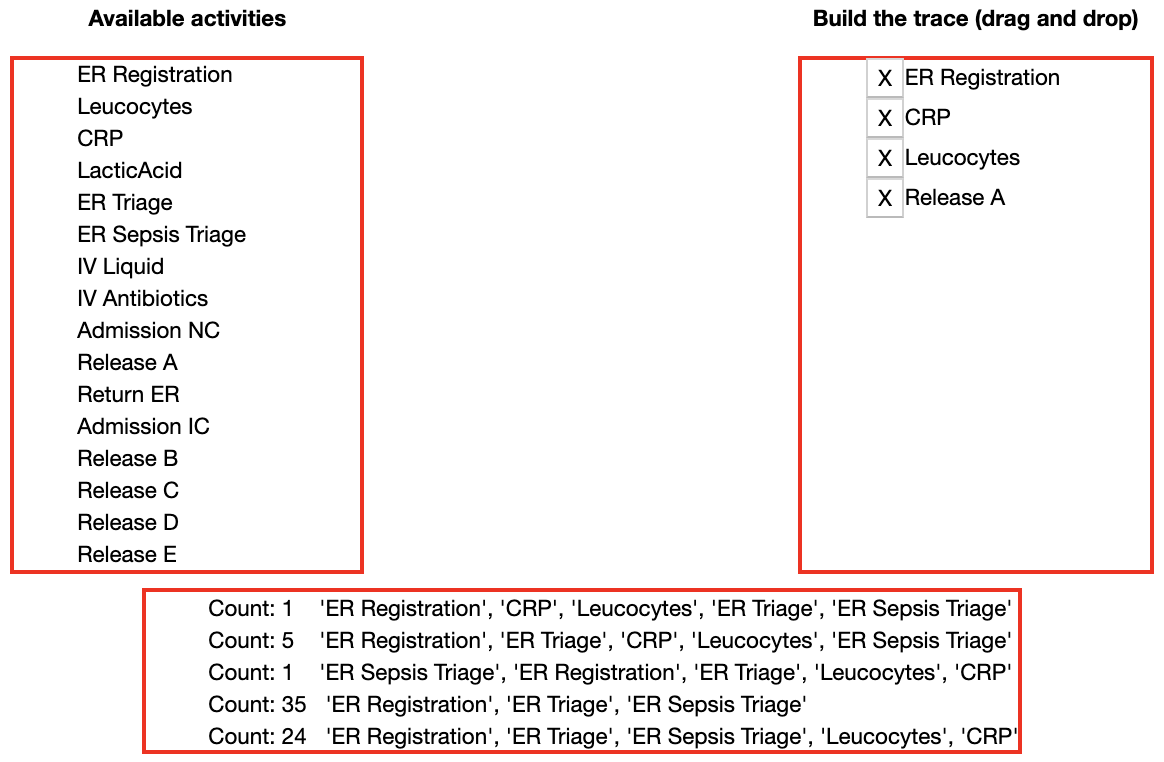 Available activities
Build the trace (drag and drop)
ER Registration
Leucocytes
CRP
LacticAcid
ER Triage
ER Sepsis Triage
IV Liquid
IV Antibiotics
Admission NC
Release A
Return ER
Admission IC
Release B
Release C
Release D
Release E
X ER Registration
X CRP
X Leucocytes
X Release A
Count: 1 'ER Registration', 'CRP', 'Leucocytes', 'ER Triage', 'ER Sepsis Triage'
Count: 5 'ER Registration', 'ER Triage', 'CRP', 'Leucocytes', 'ER Sepsis Triage'
Count: 1 'ER Sepsis Triage', 'ER Registration', 'ER Triage', 'Leucocytes', 'CRP'
Count: 35 'ER Registration', 'ER Triage', 'ER Sepsis Triage'
Count: 24 'ER Registration', 'ER Triage', 'ER Sepsis Triage', 'Leucocytes', 'CRP'